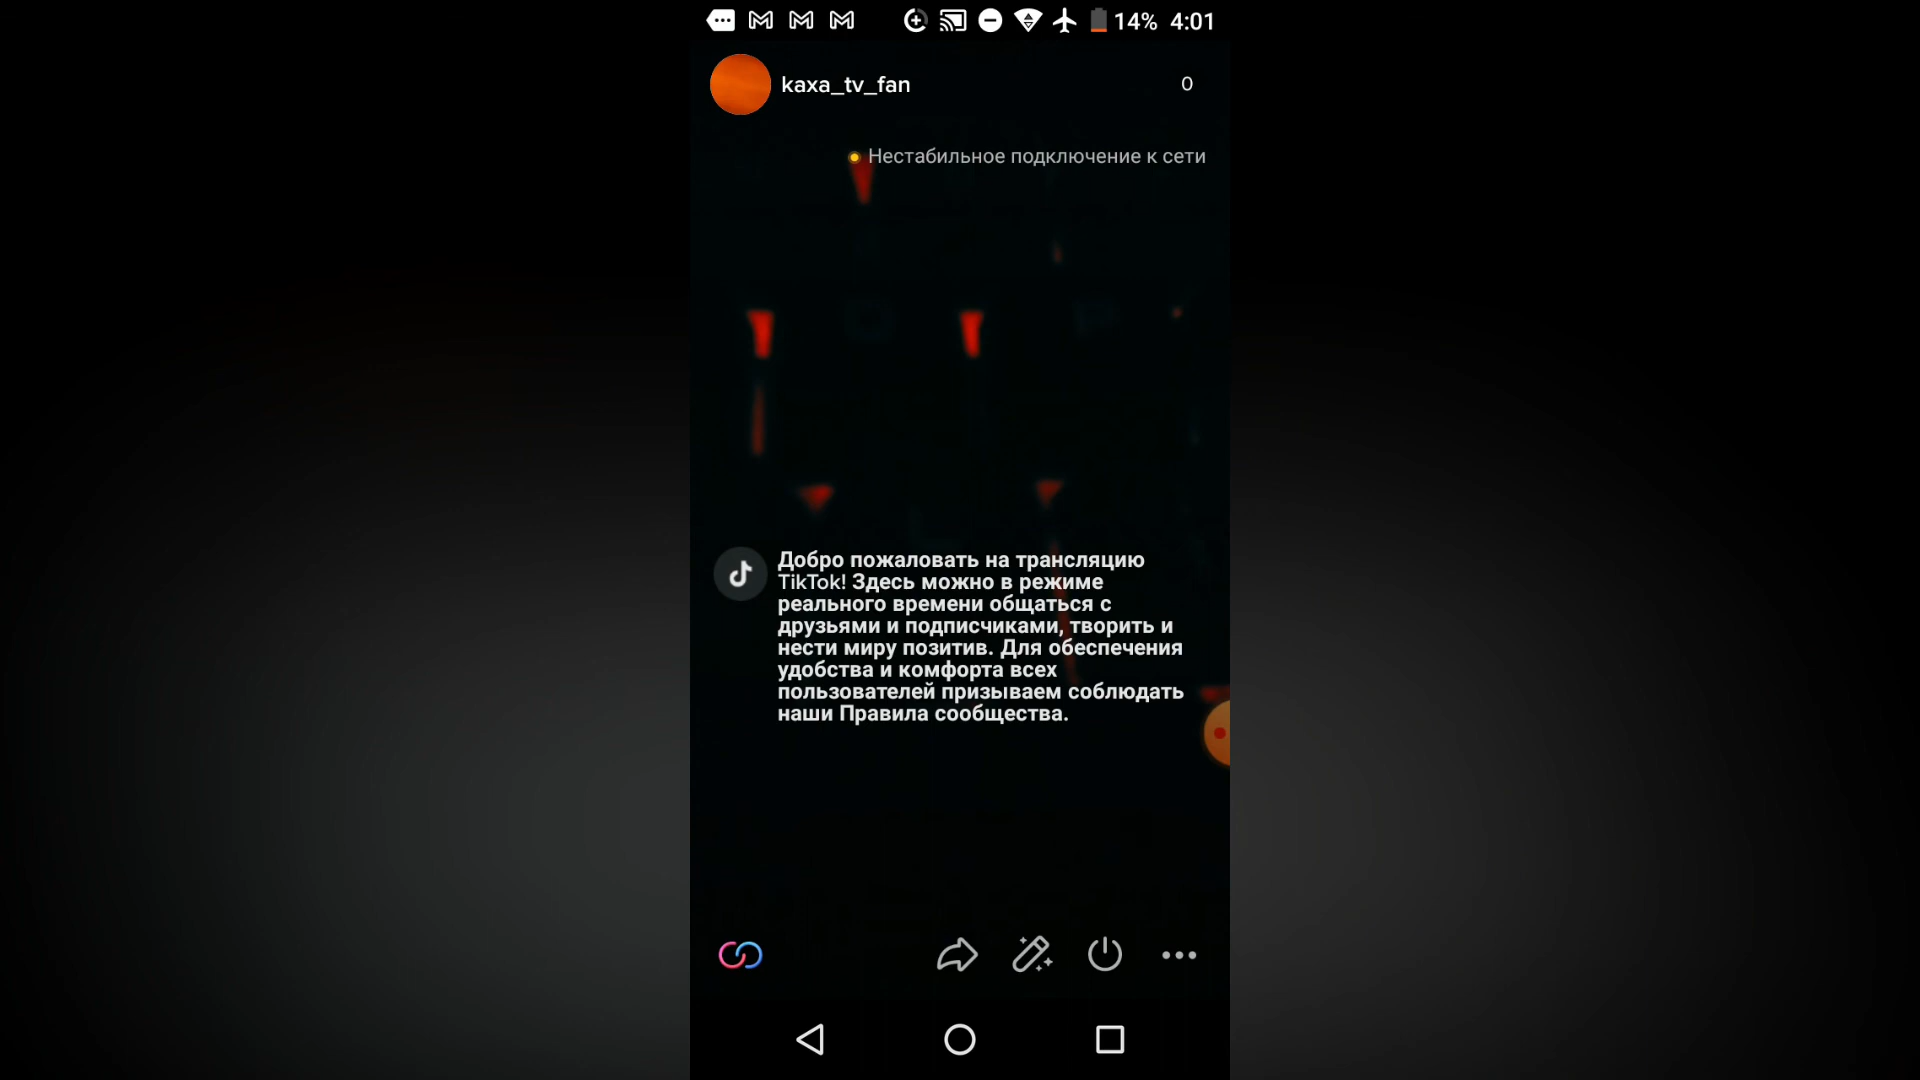 14% 4:01
kaxa_tv_fan 0
Нестабильное подключение к сети
Добро пожаловать на трансляцию
TikTok! Здесь можно в режиме
реального времени общаться с
друзьями и подписчиками, творить и
нести миру позитив. Для обеспечения
удобства и комфорта всех
пользователей призываем соблюдать
наши Правила сообщества.